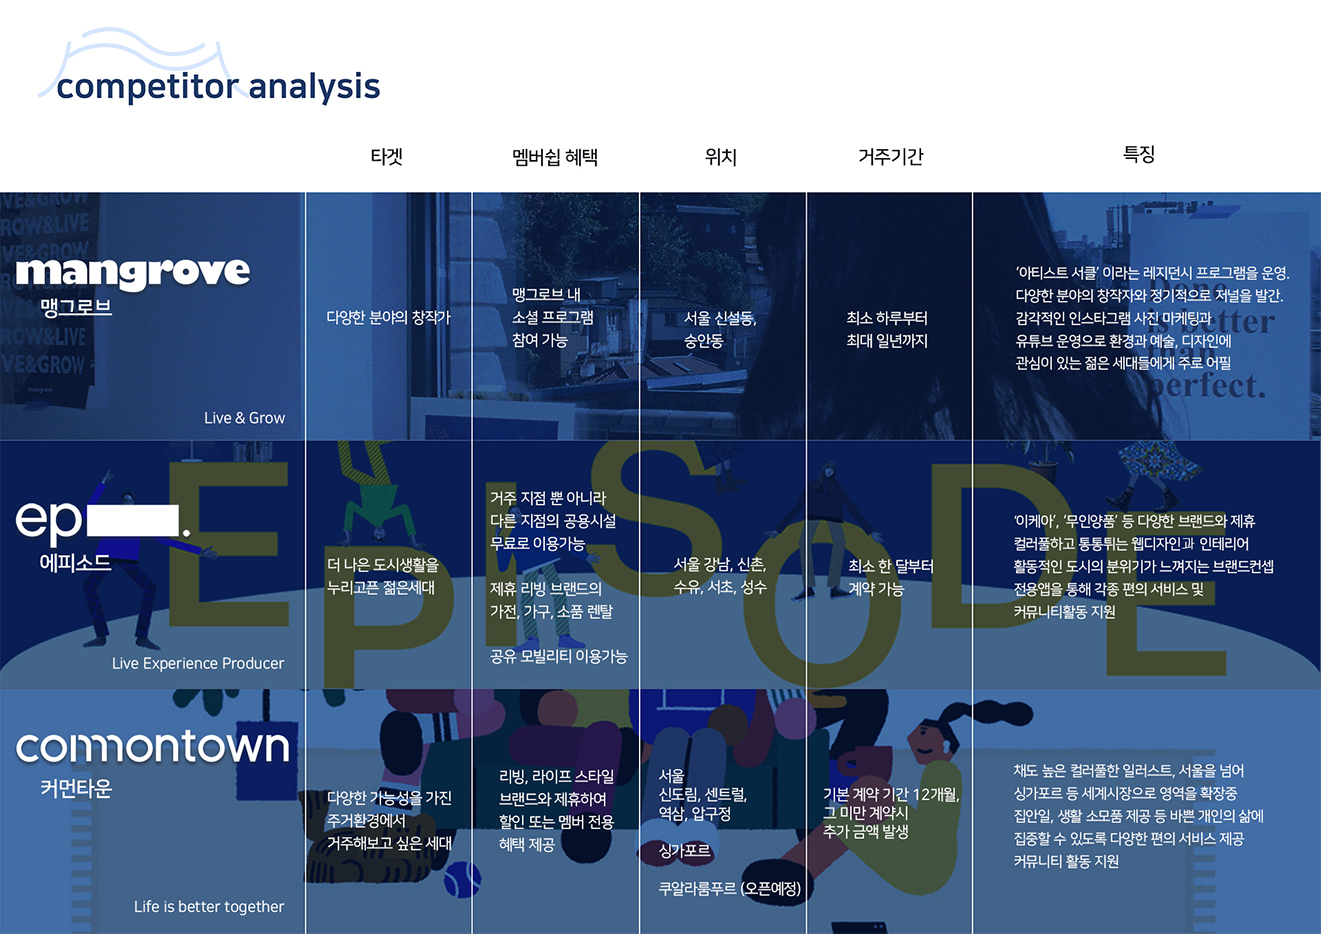 competitor analysis
타겟
멤버쉽 혜택
위치
거주기간
특징
VE&GROW
ROW&LIVE
VE&GROW
ROW&LIVE
VE&GROW
mangrove
맹그로브
Live & Grow
다양한 분야의 창작가
맹그로브 내
소셜 프로그램
참여 가능
서울 신설동,
숭안동
최소 하루부터
최대 일년까지
‘아티스트 서클’ 이라는 레지던시 프로그램을 운영.
다양한 분야의 창작자와 정기적으로 저널을 발간.
감각적인 인스타그램 사진 마케팅과
유튜브 운영으로 환경과 예술, 디자인에
관심이 있는 젊은 세대들에게 주로 어필
Done
is better
than
perfect.
EPISODE
ep
.
에피소드
Live Experience Producer
더 나은 도시생활을
누리고픈 젊은세대
거주 지점 뿐 아니라
다른 지점의 공용시설
무료로 이용가능
제휴 리빙 브랜드의
가전, 가구, 소품 렌탈
공유 모빌리티 이용가능
서울 강남, 신촌,
수유, 서초, 성수
최소 한 달부터
계약 가능
‘이케아’, ‘무인양품’ 등 다양한 브랜드와 제휴
컬러풀하고 통통튀는 웹디자인과 인테리어
활동적인 도시의 분위기가 느껴지는 브랜드컨셉
전용앱을 통해 각종 편의 서비스 및
커뮤니티활동 지원
commontown
커먼타운
Life is better together
다양한 가능성을 가진
주거환경에서
거주해보고 싶은 세대
리빙, 라이프 스타일
브랜드와 제휴하여
할인 또는 멤버 전용
혜택 제공
서울
신도림, 센트럴,
역삼, 압구정
싱가포르
쿠알라룸푸르 (오픈예정)
기본 계약 기간 12개월,
그 미만 계약시
추가 금액 발생
채도 높은 컬러풀한 일러스트, 서울을 넘어
싱가포르 등 세계시장으로 영역을 확장중
집안일, 생활 소모품 제공 등 바쁜 개인의 삶에
집중할 수 있도록 다양한 편의 서비스 제공
커뮤니티 활동 지원